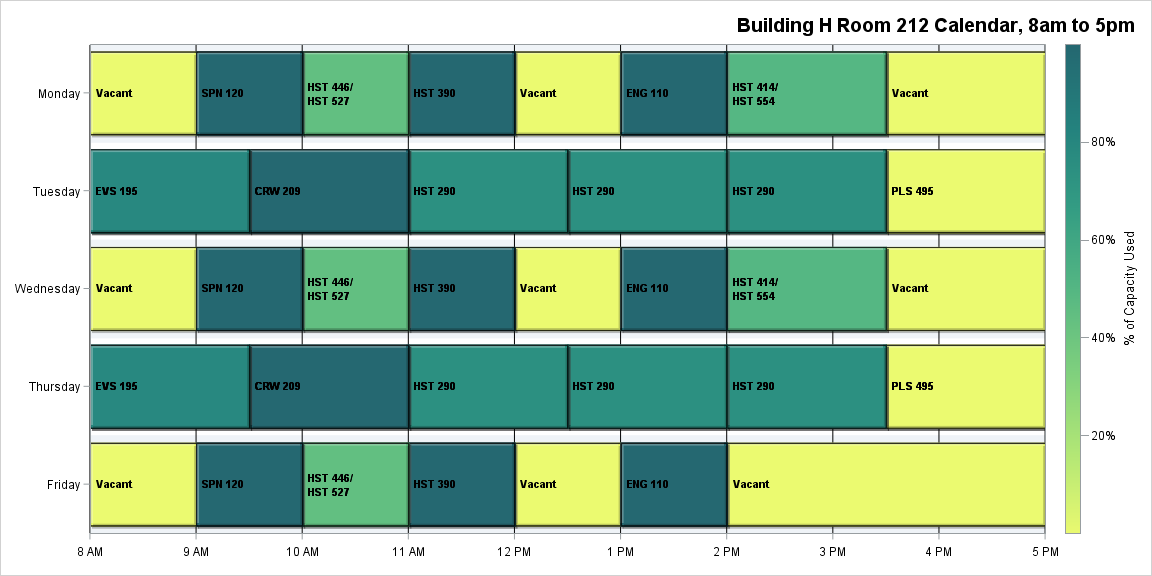 Building H Room 212 Calendar, 8am to 5pm
Monday
Vacant
SPN 120
HST 446/
HST 527
HST 390
Vacant
ENG 110
HST 414/
HST 554
Vacant
Tuesday
EVS 195
CRW 209
HST 290
HST 290
HST 290
PLS 495
Wednesday
Vacant
SPN 120
HST 446/
HST 527
HST 390
Vacant
ENG 110
HST 414/
HST 554
Vacant
Thursday
EVS 195
CRW 209
HST 290
HST 290
HST 290
PLS 495
Friday
Vacant
SPN 120
HST 446/
HST 527
HST 390
Vacant
ENG 110
Vacant
8 AM
9 AM
10 AM
11 AM
12 PM
1 PM
2 PM
3 PM
4 PM
5 PM
80%
60%
40%
20%
% of Capacity Used